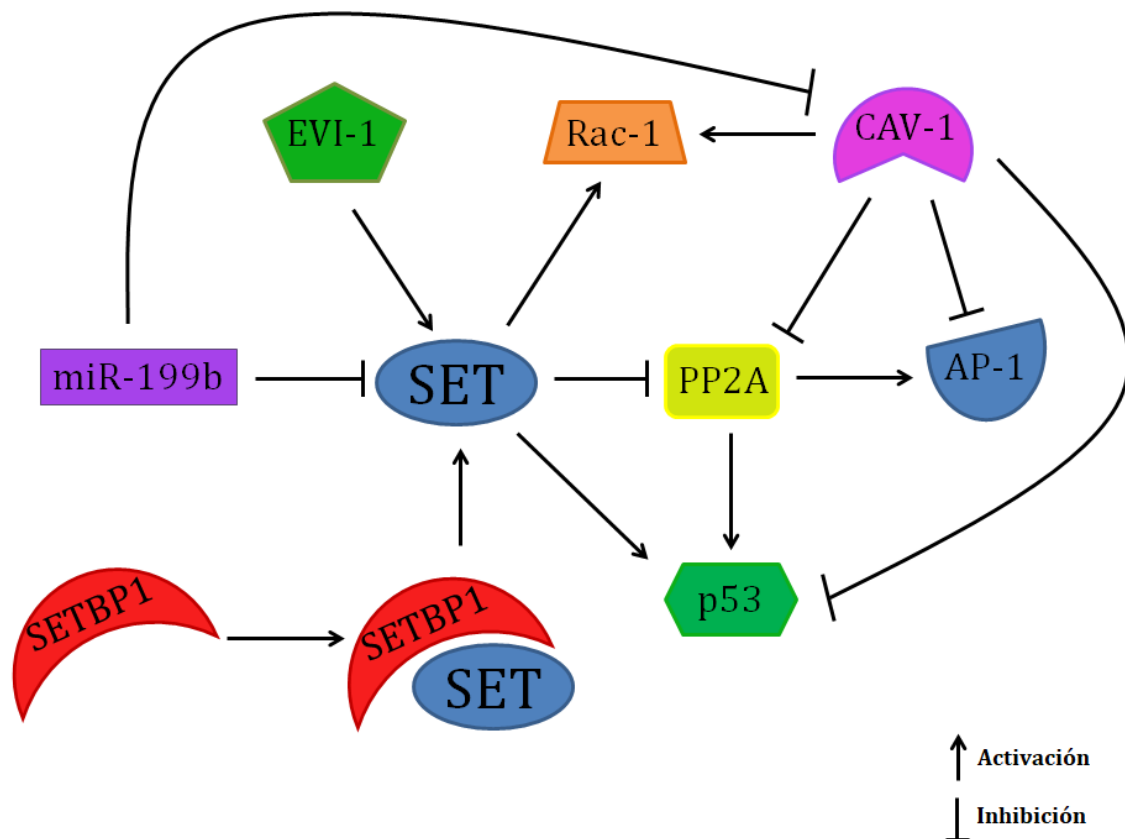 EVI-1
Rac-1
CAV-1
miR-199b
SET
PP2A
AP-1
SETBP1
SETBP1
SET
p53
Activación
Inhibición